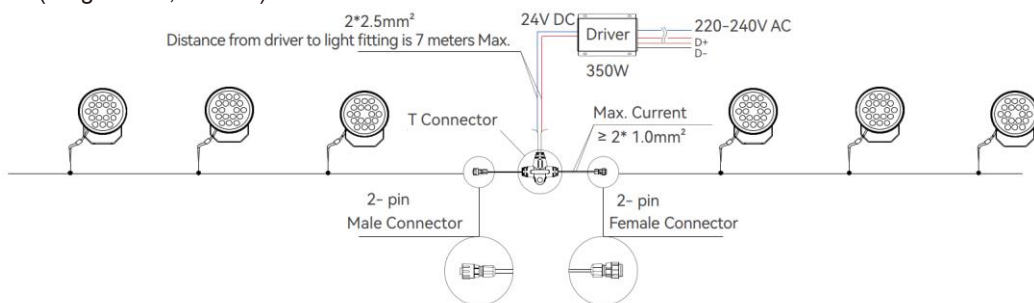 2*2.5mm²
Distance from driver to light fitting is 7 meters Max.
24V DC
Driver
350W
220-240V AC
D+
D-
T Connector
Max. Current
≥ 2* 1.0mm²
2- pin
Male Connector
2- pin
Female Connector